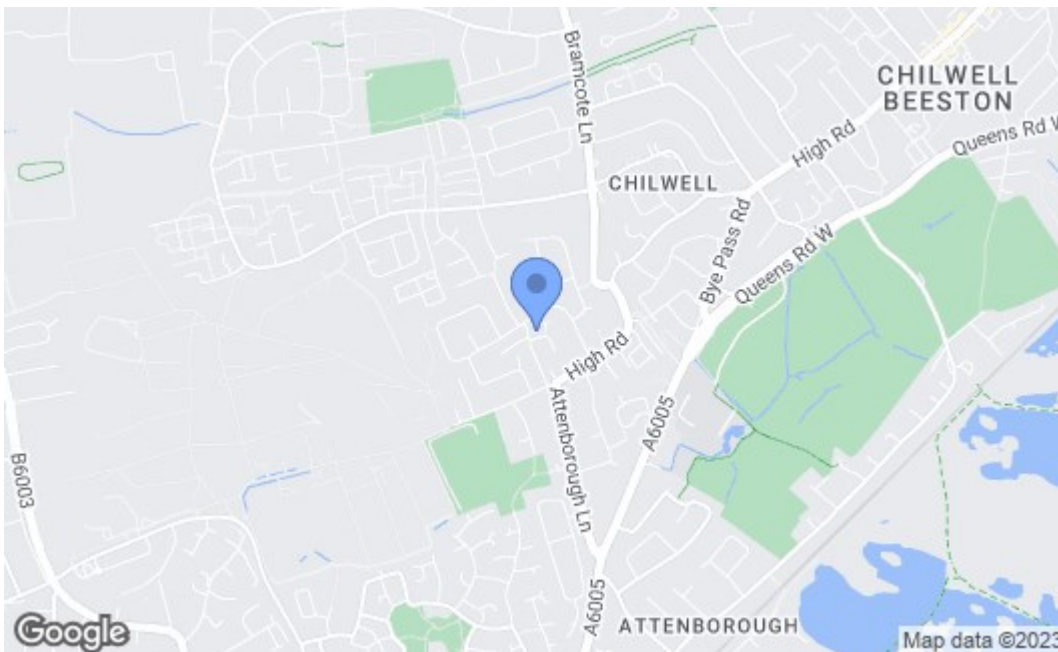 Bramcote Ln
CHILWELL
BEESTON
High Rd
Queens Rd W
CHILWELL
Bye Pass Rd
Queens Rd W
High Rd
Attenborough Ln
A6005
B6003
A6005
ATTENBOROUGH
Google
Map data ©2023